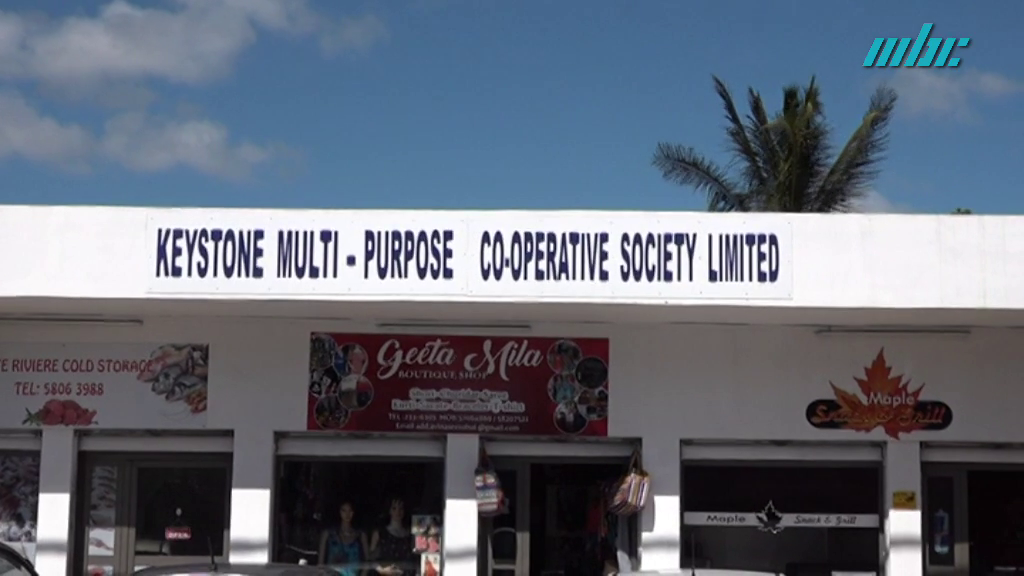 mbc
KEYSTONE MULTI - PURPOSE CO-OPERATIVE SOCIETY LIMITED
E RIVIERE COLD STORAGE
TEL: 5806 3988
Geeta Mila
BOUTIQUE SHOP
Maple
Snack & Grill
OPEN
Maple Snack & Grill